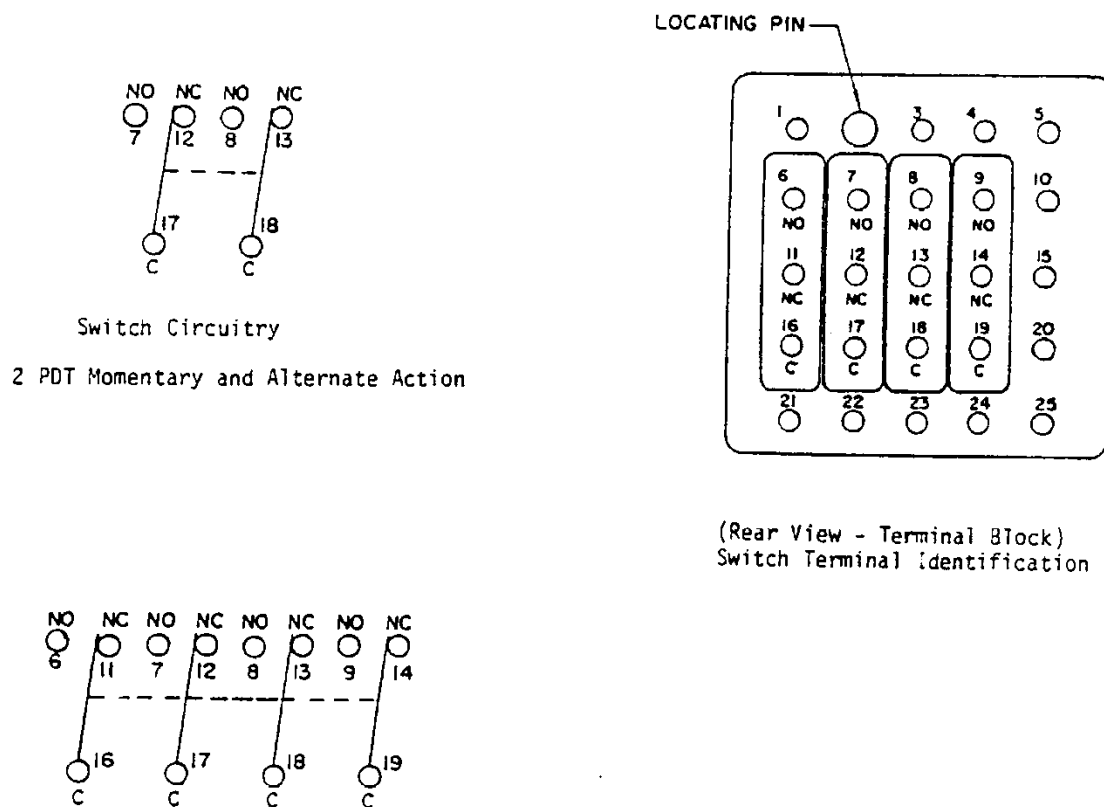 LOCATING PIN
NO NC NO NC
7 12 8 13
17 18
C C
Switch Circuitry
2 PDT Momentary and Alternate Action
1 3 4 5
6 7 8 9 10
NO NO NO NO
11 12 13 14 15
NC NC NC NC
16 17 18 19 20
C C C C
21 22 23 24 25
(Rear View - Terminal Block)
Switch Terminal Identification
NO NC NO NC NO NC NO NC
6 11 7 12 8 13 9 14
16 17 18 19
C C C C